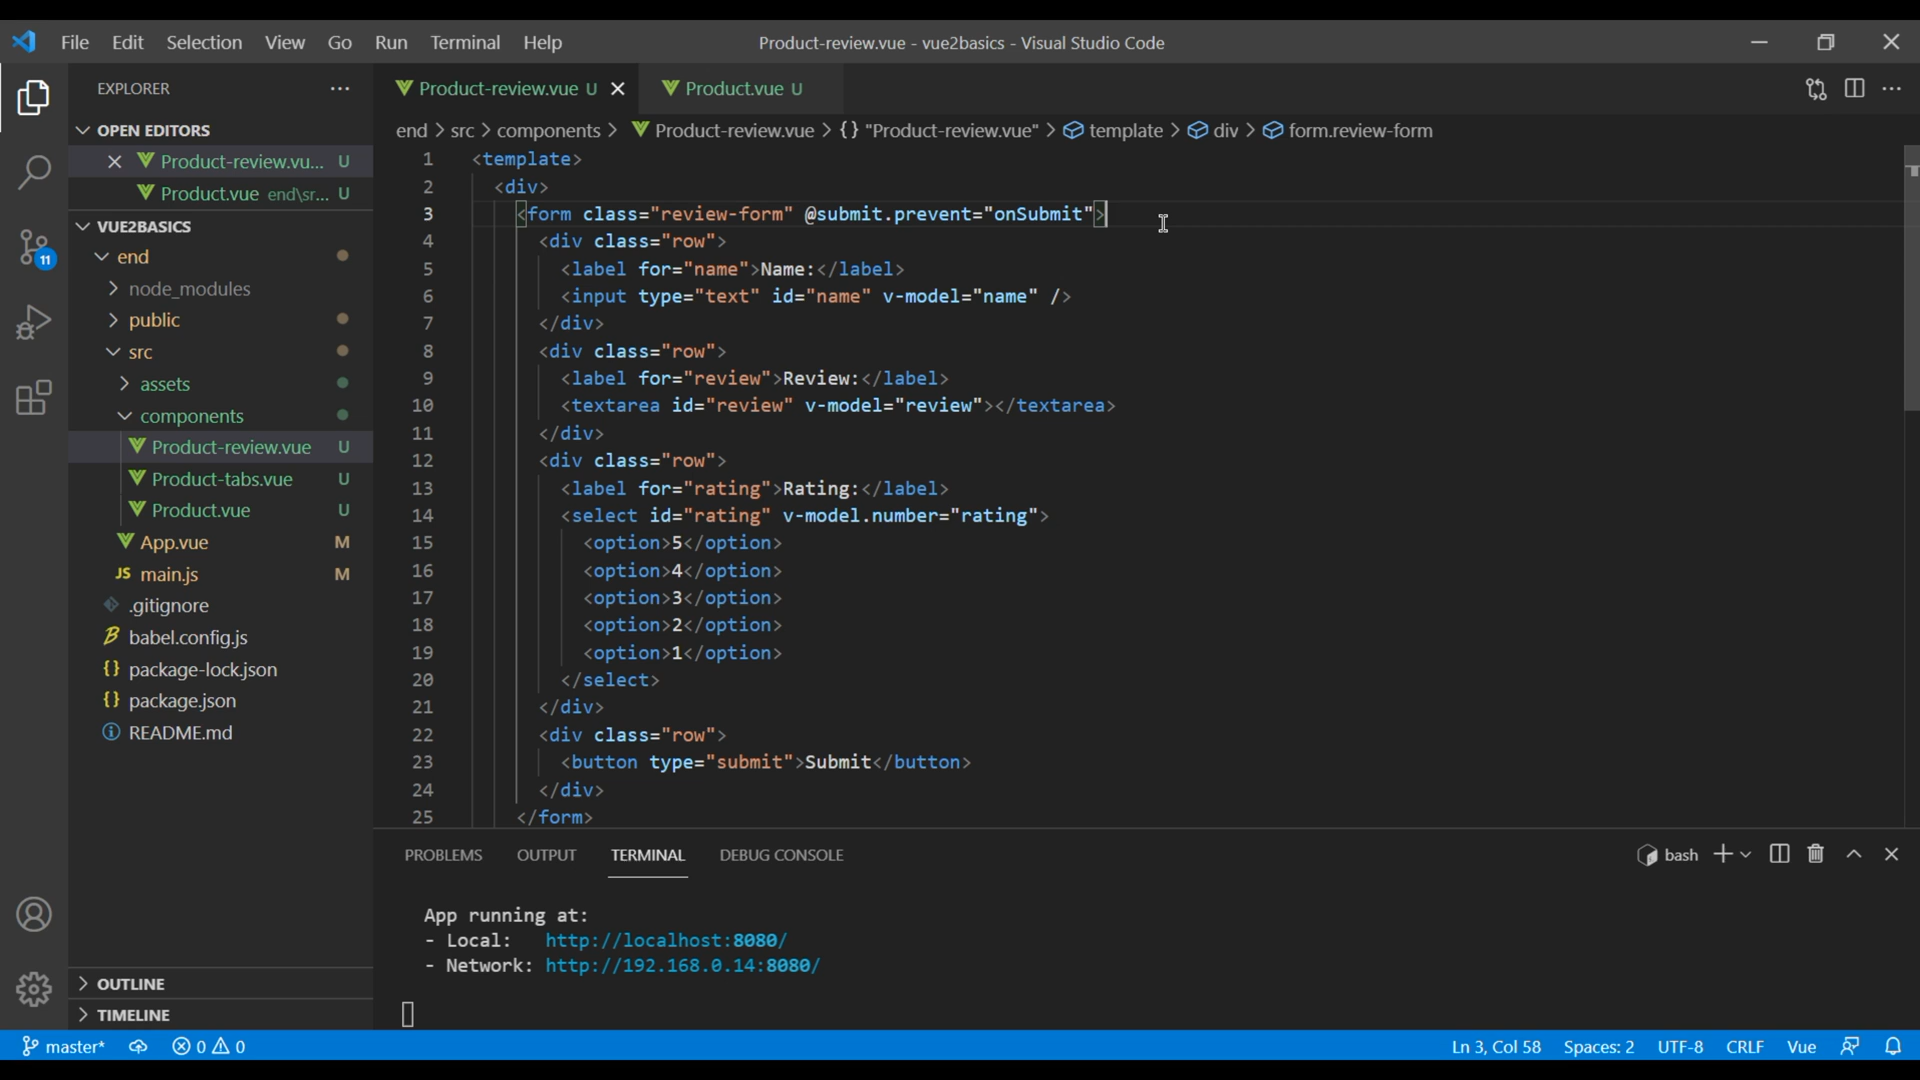 File Edit Selection View Go Run Terminal Help
Product-review.vue - vue2basics - Visual Studio Code
EXPLORER
OPEN EDITORS
Product-review.vu... U
Product.vue end\sr... U
VUE2BASICS
end
node_modules
public
src
assets
components
Product-review.vue U
Product-tabs.vue U
Product.vue U
App.vue M
JS main.js M
.gitignore
babel.config.js
{} package-lock.json
{} package.json
README.md
OUTLINE
TIMELINE
11
Product-review.vue U
Product.vue U
end > src > components > Product-review.vue > {} "Product-review.vue" > template > div > form.review-form
1 <template>
2 <div>
3 <form class="review-form" @submit.prevent="onSubmit">
4 <div class="row">
5 <label for="name">Name:</label>
6 <input type="text" id="name" v-model="name" />
7 </div>
8 <div class="row">
9 <label for="review">Review:</label>
10 <textarea id="review" v-model="review"></textarea>
11 </div>
12 <div class="row">
13 <label for="rating">Rating:</label>
14 <select id="rating" v-model.number="rating">
15 <option>5</option>
16 <option>4</option>
17 <option>3</option>
18 <option>2</option>
19 <option>1</option>
20 </select>
21 </div>
22 <div class="row">
23 <button type="submit">Submit</button>
24 </div>
25 </form>
PROBLEMS OUTPUT TERMINAL DEBUG CONSOLE
bash
App running at:
- Local: http://localhost:8080/
- Network: http://192.168.0.14:8080/
master* 0 0
Ln 3, Col 58 Spaces: 2 UTF-8 CRLF Vue